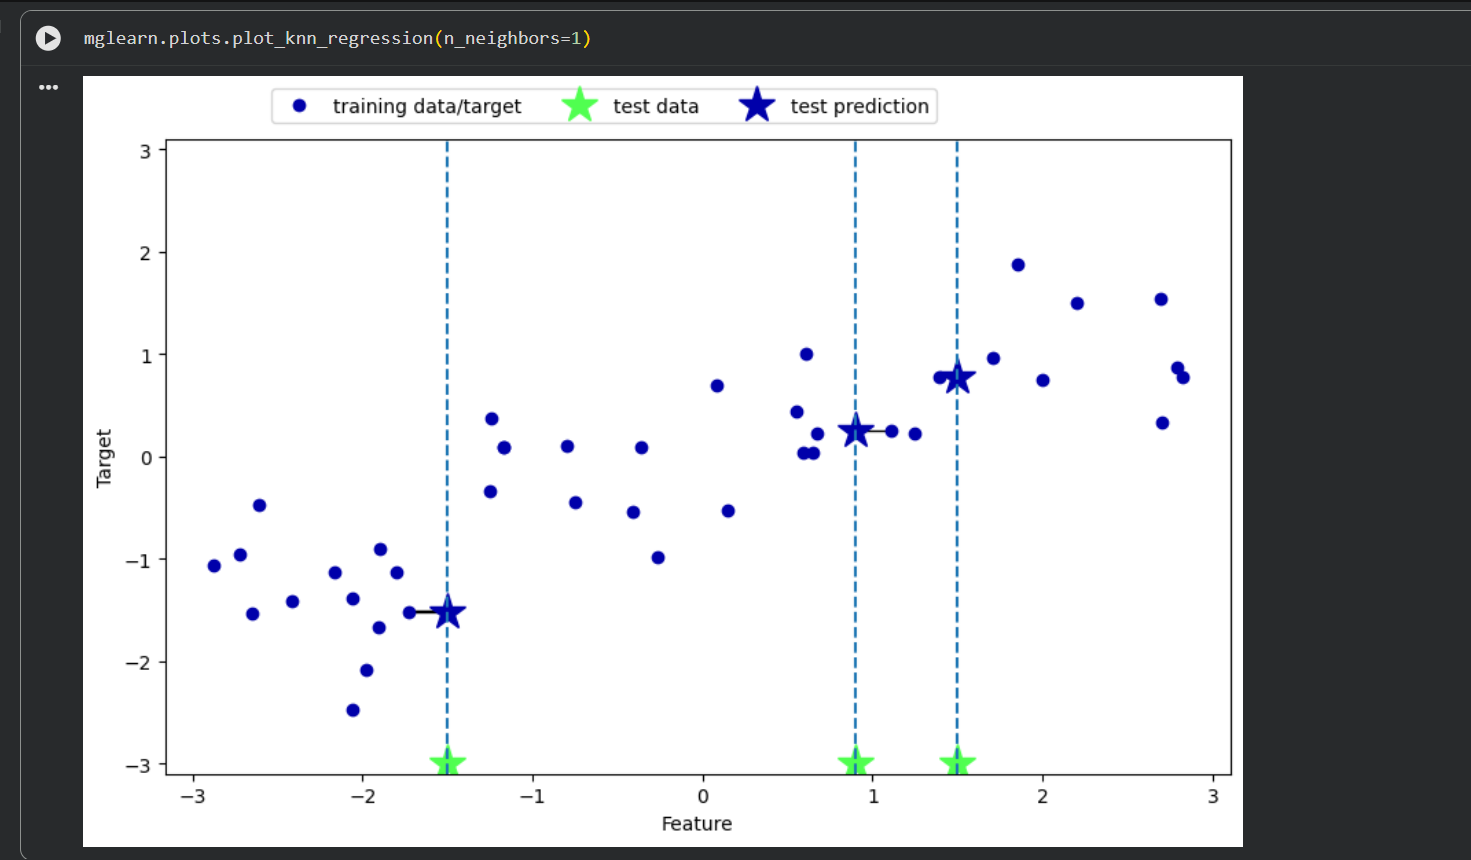 mglearn.plots.plot_knn_regression(n_neighbors=1)
training data/target test data test prediction
3
2
1
0
−1
−2
−3
Target
−3 −2 −1 0 1 2 3
Feature